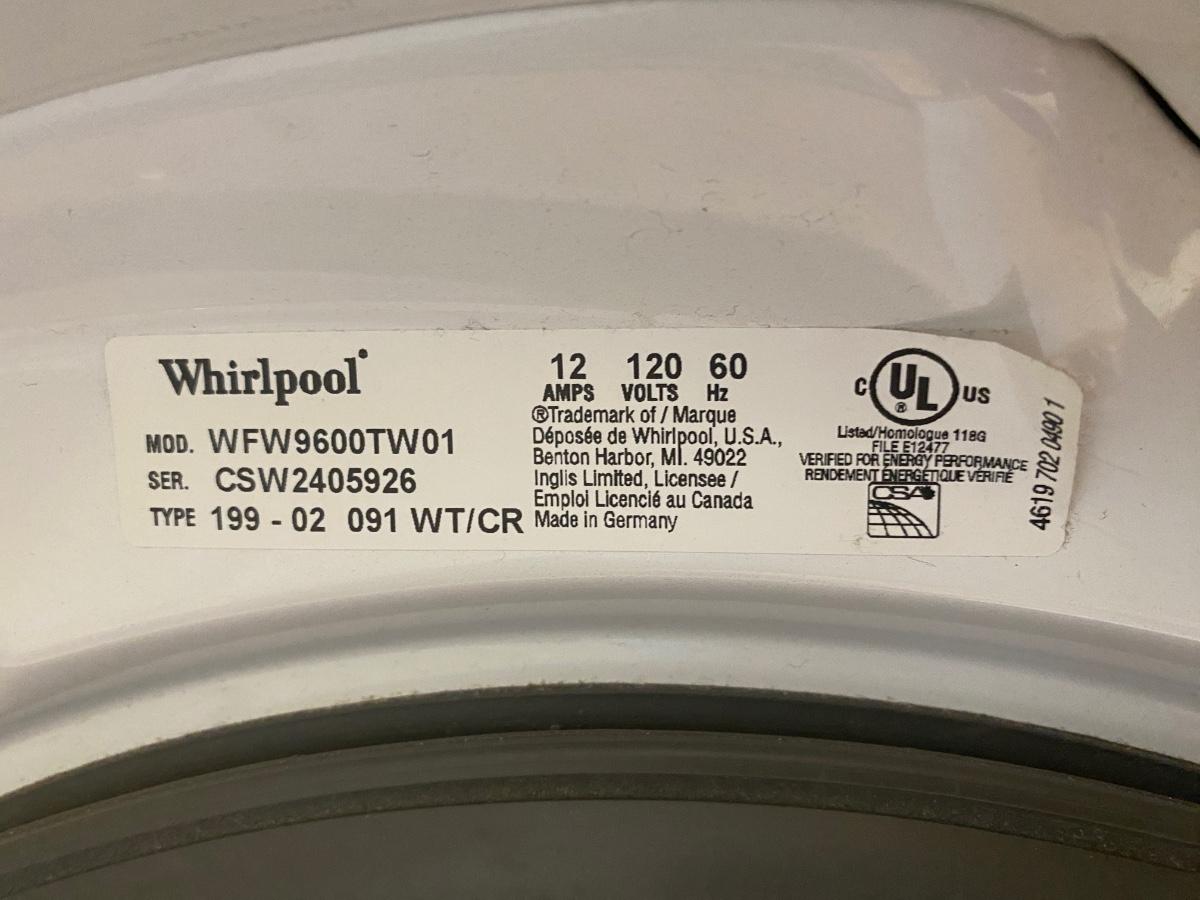 Whirlpool
MOD. WFW9600TW01
SER. CSW2405926
TYPE 199 - 02 091 WT/CR
12 120 60
AMPS VOLTS Hz
®Trademark of / Marque
Déposée de Whirlpool, U.S.A.,
Benton Harbor, MI. 49022
Inglis Limited, Licensee /
Emploi Licencié au Canada
Made in Germany
C UL US
®
Listed/Homologue 118G
FILE E12477
VERIFIED FOR ENERGY PERFORMANCE
RENDEMENT ÉNERGÉTIQUE VÉRIFIÉ
CSA
4619 702 0490 1